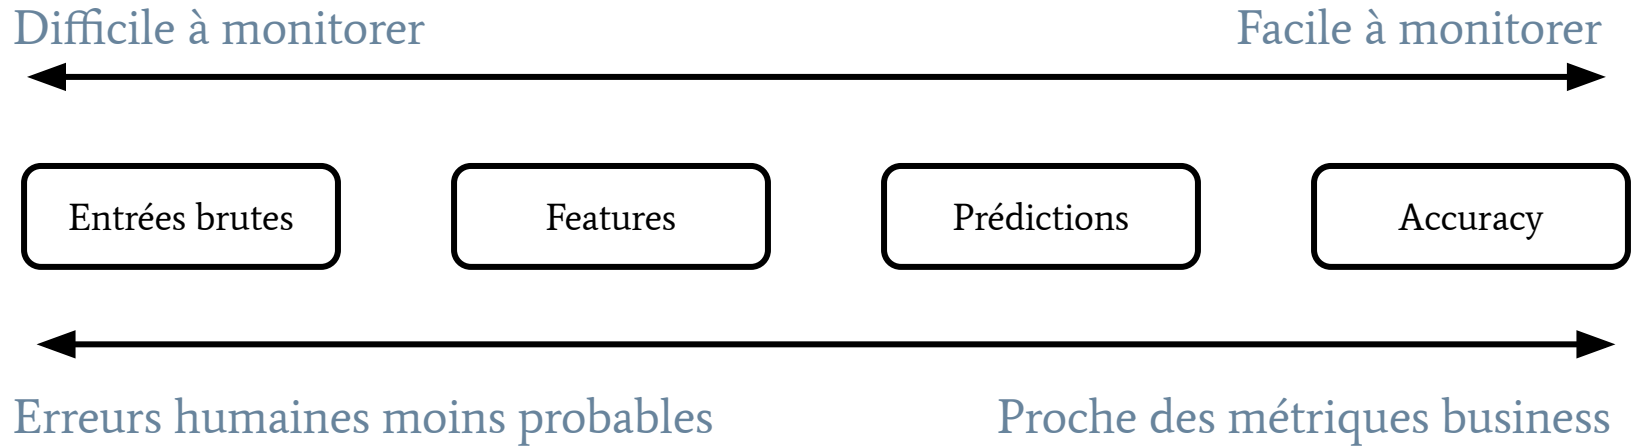 Difficile à monitorer
Facile à monitorer
Entrées brutes
Features
Prédictions
Accuracy
Erreurs humaines moins probables
Proche des métriques business